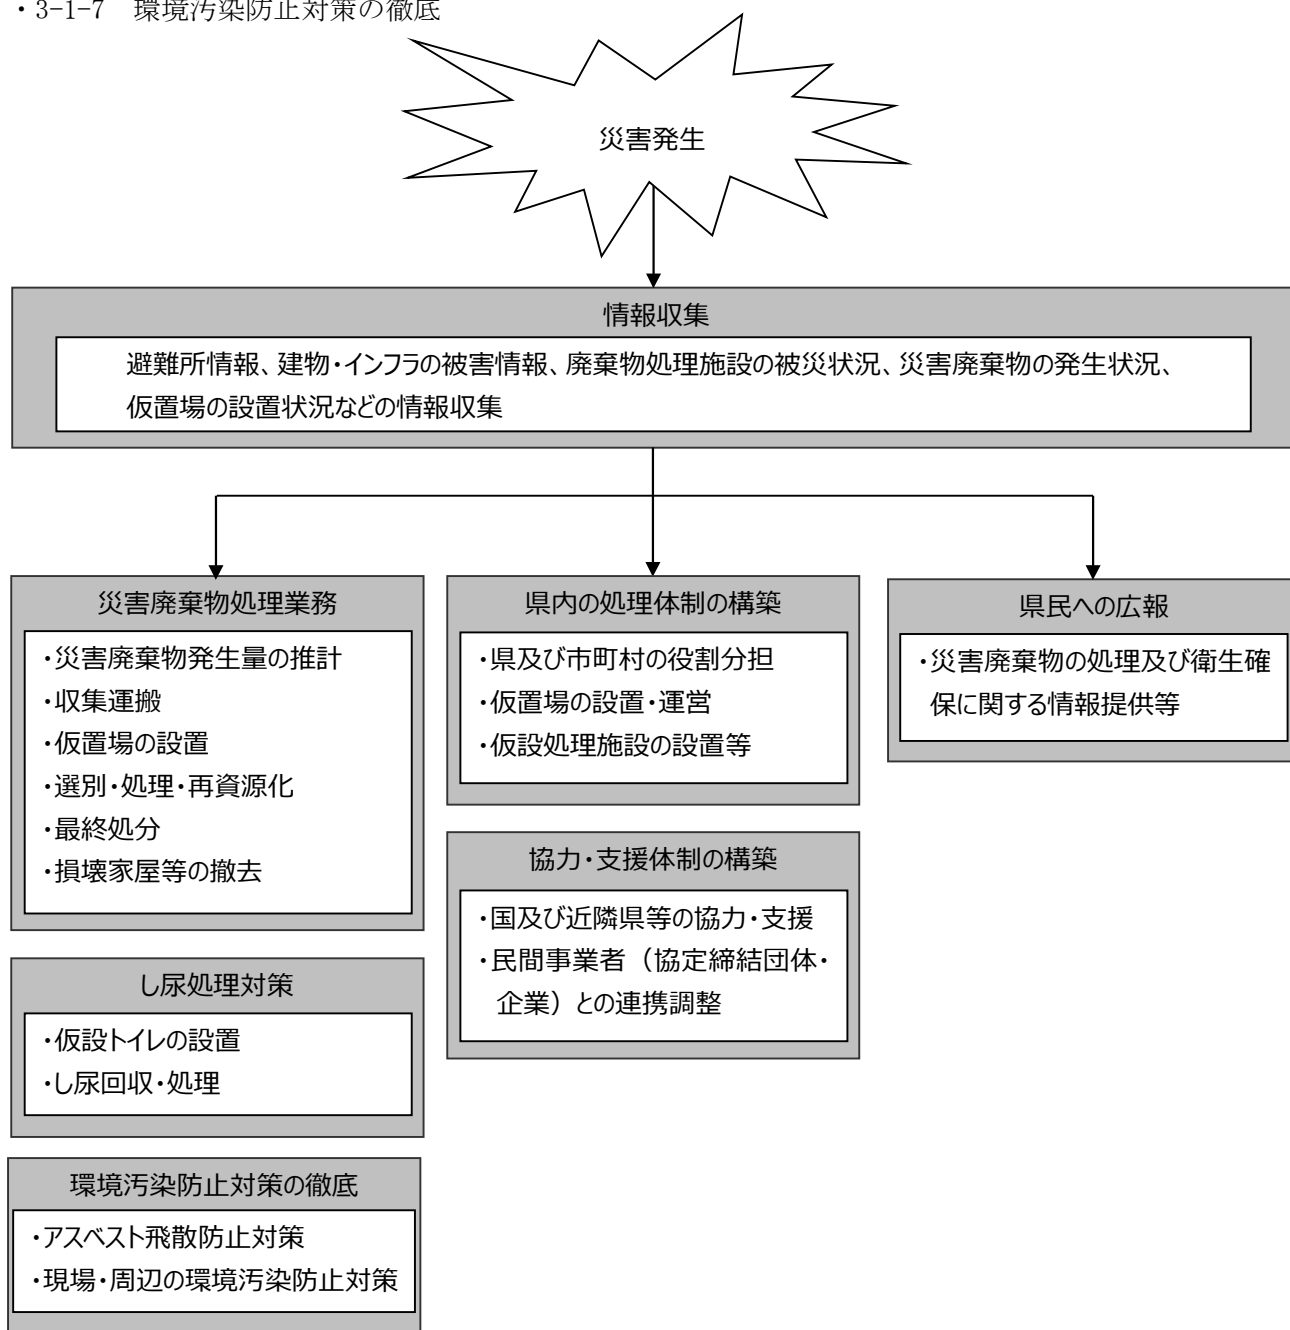 ・3-1-7　環境汚染防止対策の徹底
災害発生
情報収集
避難所情報、建物・インフラの被害情報、廃棄物処理施設の被災状況、災害廃棄物の発生状況、
仮置場の設置状況などの情報収集
災害廃棄物処理業務
・災害廃棄物発生量の推計
・収集運搬
・仮置場の設置
・選別・処理・再資源化
・最終処分
・損壊家屋等の撤去
し尿処理対策
・仮設トイレの設置
・し尿回収・処理
環境汚染防止対策の徹底
・アスベスト飛散防止対策
・現場・周辺の環境汚染防止対策
県内の処理体制の構築
・県及び市町村の役割分担
・仮置場の設置・運営
・仮設処理施設の設置等
協力・支援体制の構築
・国及び近隣県等の協力・支援
・民間事業者（協定締結団体・
企業）との連携調整
県民への広報
・災害廃棄物の処理及び衛生確
保に関する情報提供等